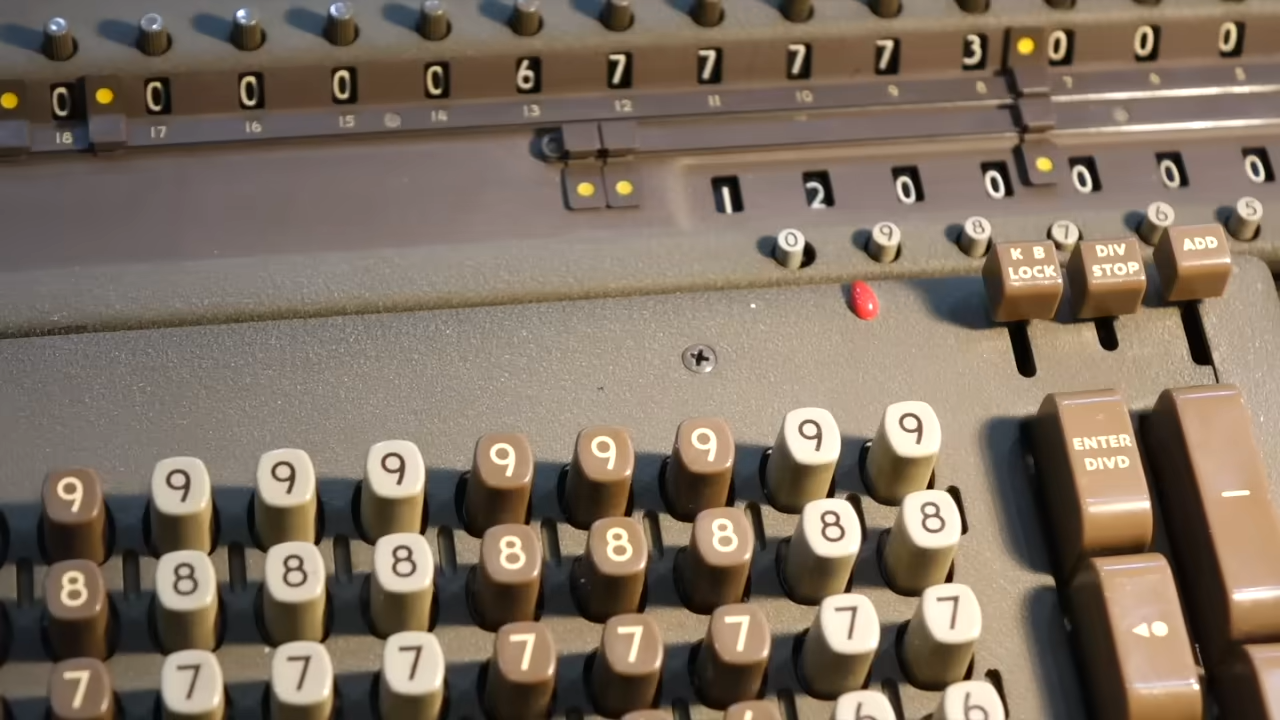 0 0 0 0 0 6 7 7 7 7 3 0 0 0
18 17 16 15 14 13 12 11 10 9 8 7
1 2 0 0 0 0 0
0 9 8 7 6 5
K B LOCK
DIV STOP
ADD
9 9 9 9 9 9 9 9 9
ENTER DIVD
−
8 8 8 8 8 8 8 8 8
7 7 7 7 7 7 7 7 7
◄●
6 6